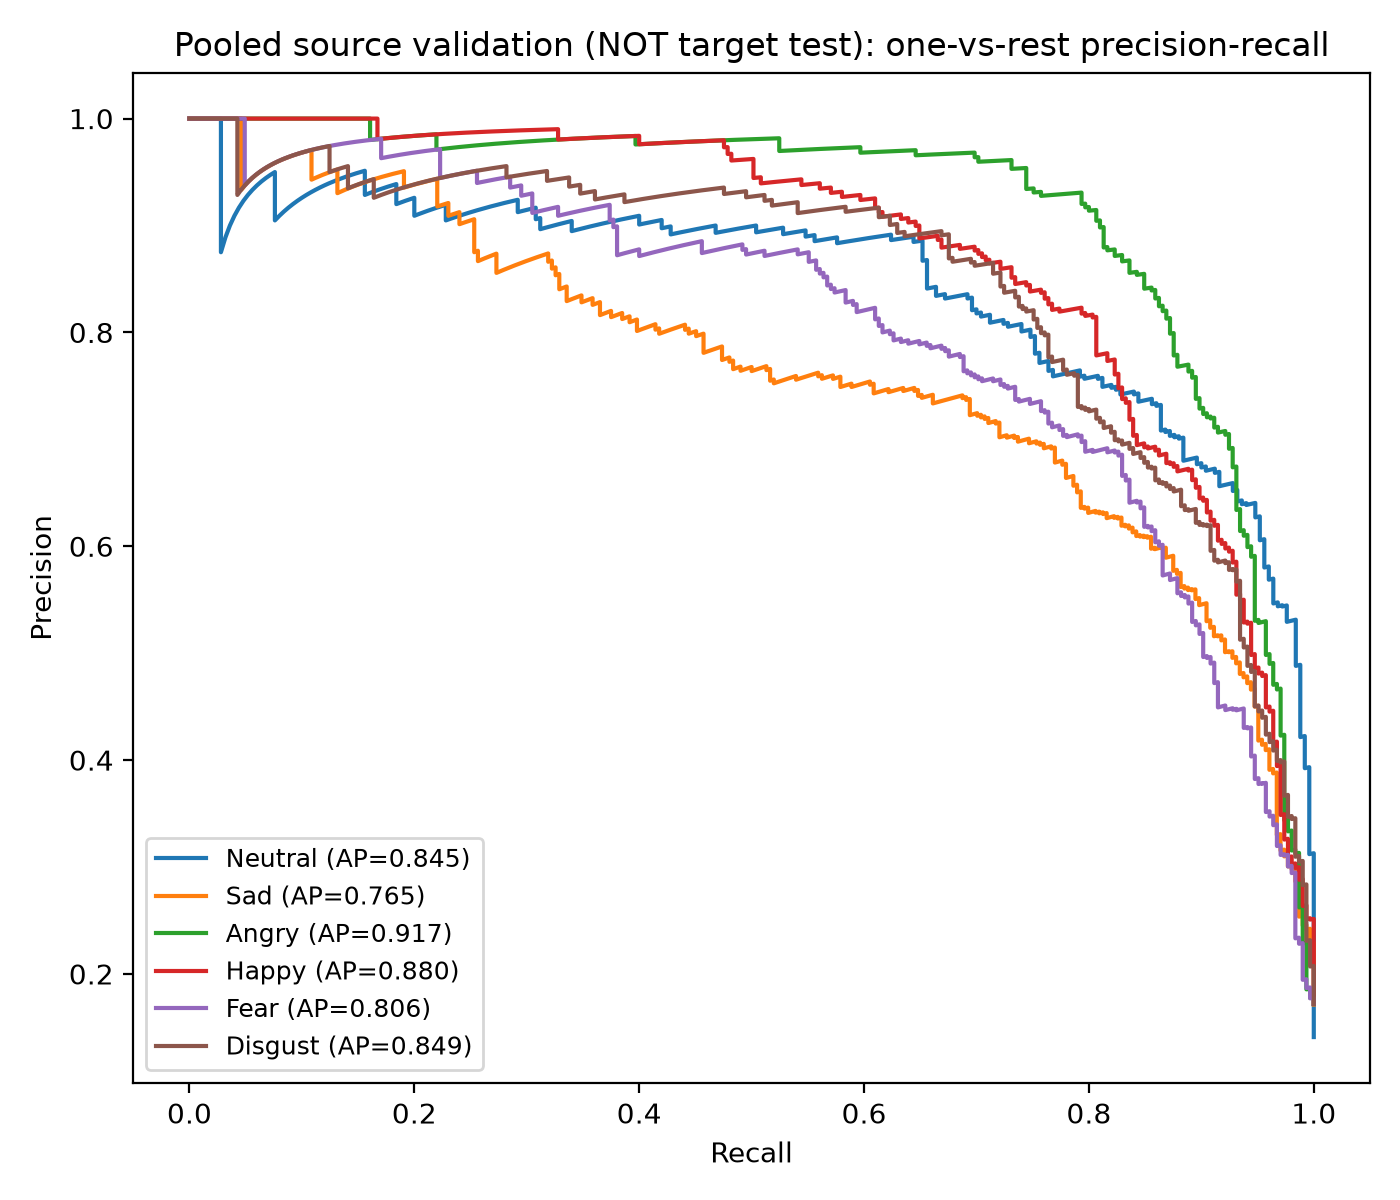 Pooled source validation (NOT target test): one-vs-rest precision-recall
1.0
0.8
0.6
0.4
0.2
Precision
Neutral (AP=0.845)
Sad (AP=0.765)
Angry (AP=0.917)
Happy (AP=0.880)
Fear (AP=0.806)
Disgust (AP=0.849)
0.0 0.2 0.4 0.6 0.8 1.0
Recall